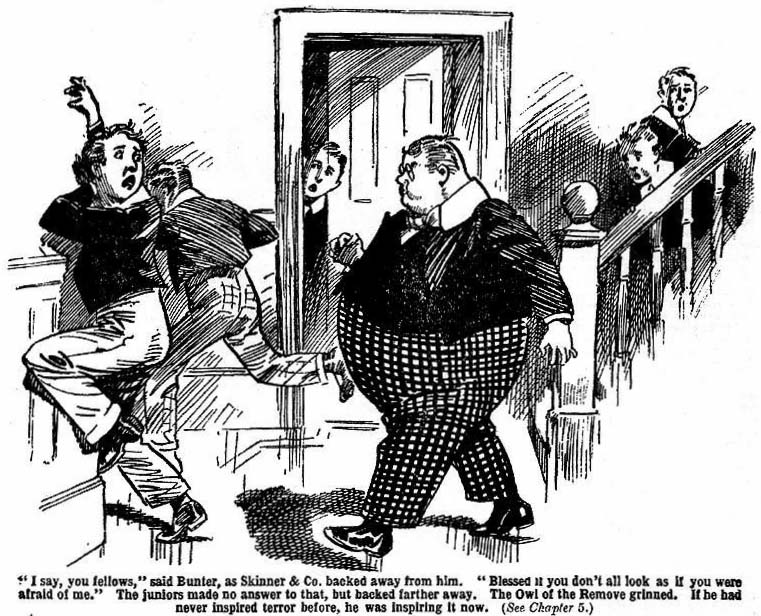 "I say, you fellows," said Bunter, as Skinner & Co. backed away from him. "Blessed if you don't all look as if you were
afraid of me." The juniors made no answer to that, but backed farther away. The Owl of the Remove grinned. If he had
never inspired terror before, he was inspiring it now. (See Chapter 5.)